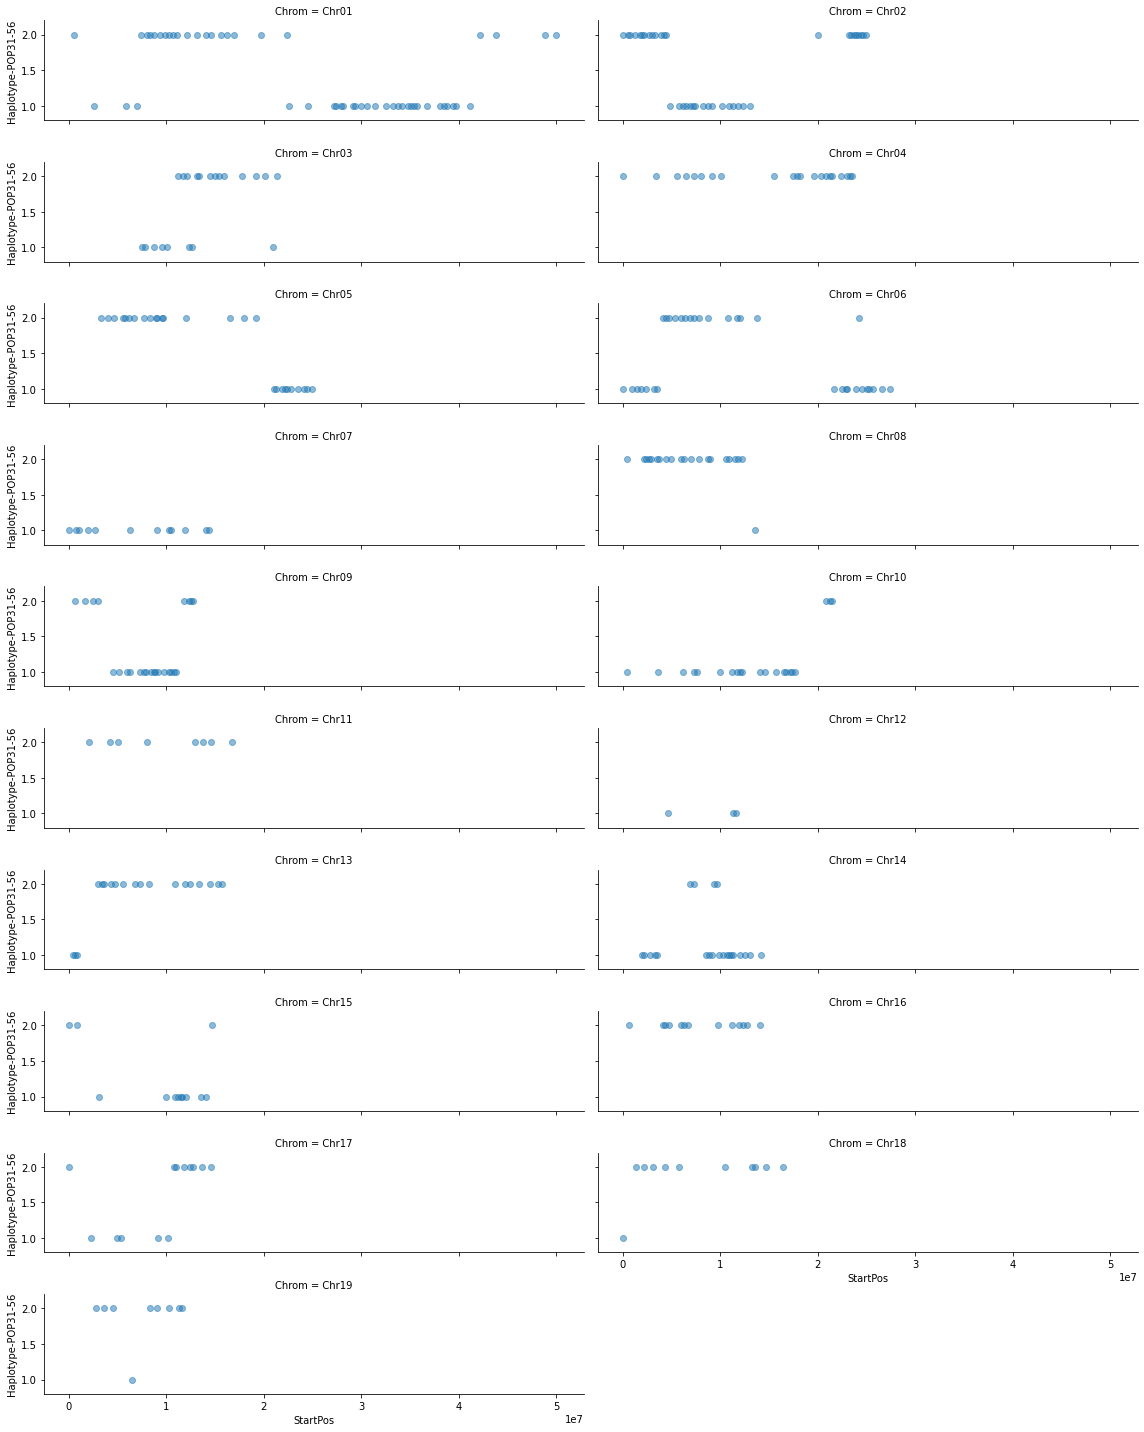 Chrom = Chr01
Chrom = Chr02
Haplotype-POP31-56
2.0
1.5
1.0
Chrom = Chr03
Chrom = Chr04
Haplotype-POP31-56
2.0
1.5
1.0
Chrom = Chr05
Chrom = Chr06
Haplotype-POP31-56
2.0
1.5
1.0
Chrom = Chr07
Chrom = Chr08
Haplotype-POP31-56
2.0
1.5
1.0
Chrom = Chr09
Chrom = Chr10
Haplotype-POP31-56
2.0
1.5
1.0
Chrom = Chr11
Chrom = Chr12
Haplotype-POP31-56
2.0
1.5
1.0
Chrom = Chr13
Chrom = Chr14
Haplotype-POP31-56
2.0
1.5
1.0
Chrom = Chr15
Chrom = Chr16
Haplotype-POP31-56
2.0
1.5
1.0
Chrom = Chr17
Chrom = Chr18
Haplotype-POP31-56
2.0
1.5
1.0
0 1 2 3 4 5
StartPos
1e7
Chrom = Chr19
Haplotype-POP31-56
2.0
1.5
1.0
0 1 2 3 4 5
StartPos
1e7